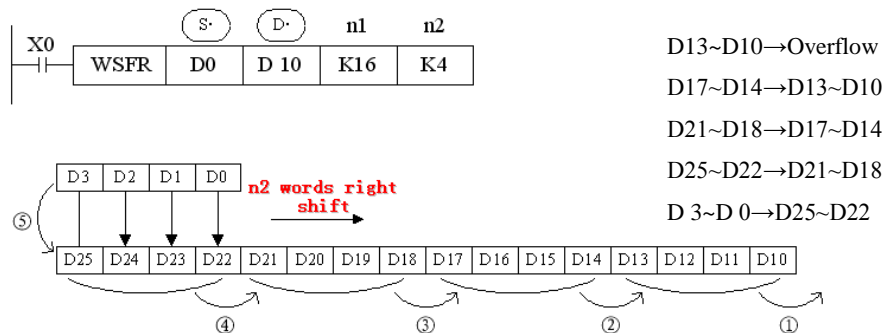 S· D· n1 n2
X0
WSFR D0 D 10 K16 K4
D13~D10→Overflow
D17~D14→D13~D10
D21~D18→D17~D14
D25~D22→D21~D18
D 3~D 0→D25~D22
D3 D2 D1 D0
n2 words right
shift
⑤
D25 D24 D23 D22 D21 D20 D19 D18 D17 D16 D15 D14 D13 D12 D11 D10
④ ③ ② ①